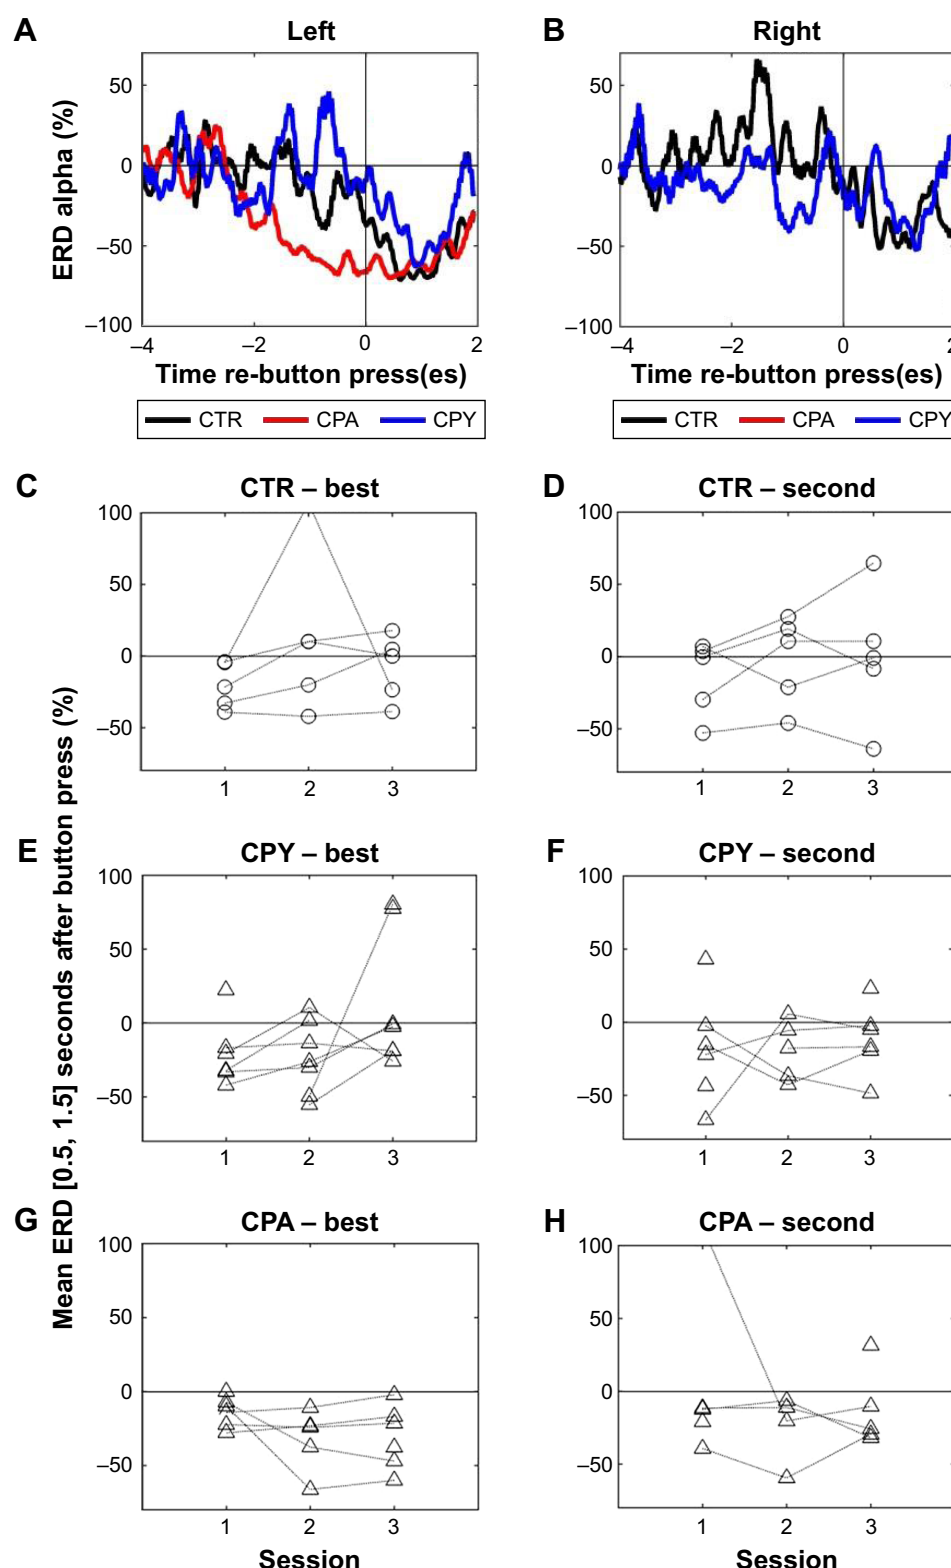 A Left
ERD alpha (%)
50
0
–50
–100
–4 –2 0 2
Time re-button press(es)
CTR CPA CPY
B Right
50
0
–50
–100
–4 –2 0 2
Time re-button press(es)
CTR CPA CPY
Mean ERD [0.5, 1.5] seconds after button press (%)
C CTR – best
100
50
0
–50
1 2 3
D CTR – second
100
50
0
–50
1 2 3
E CPY – best
100
50
0
–50
1 2 3
F CPY – second
100
50
0
–50
1 2 3
G CPA – best
100
50
0
–50
1 2 3
Session
H CPA – second
100
50
0
–50
1 2 3
Session